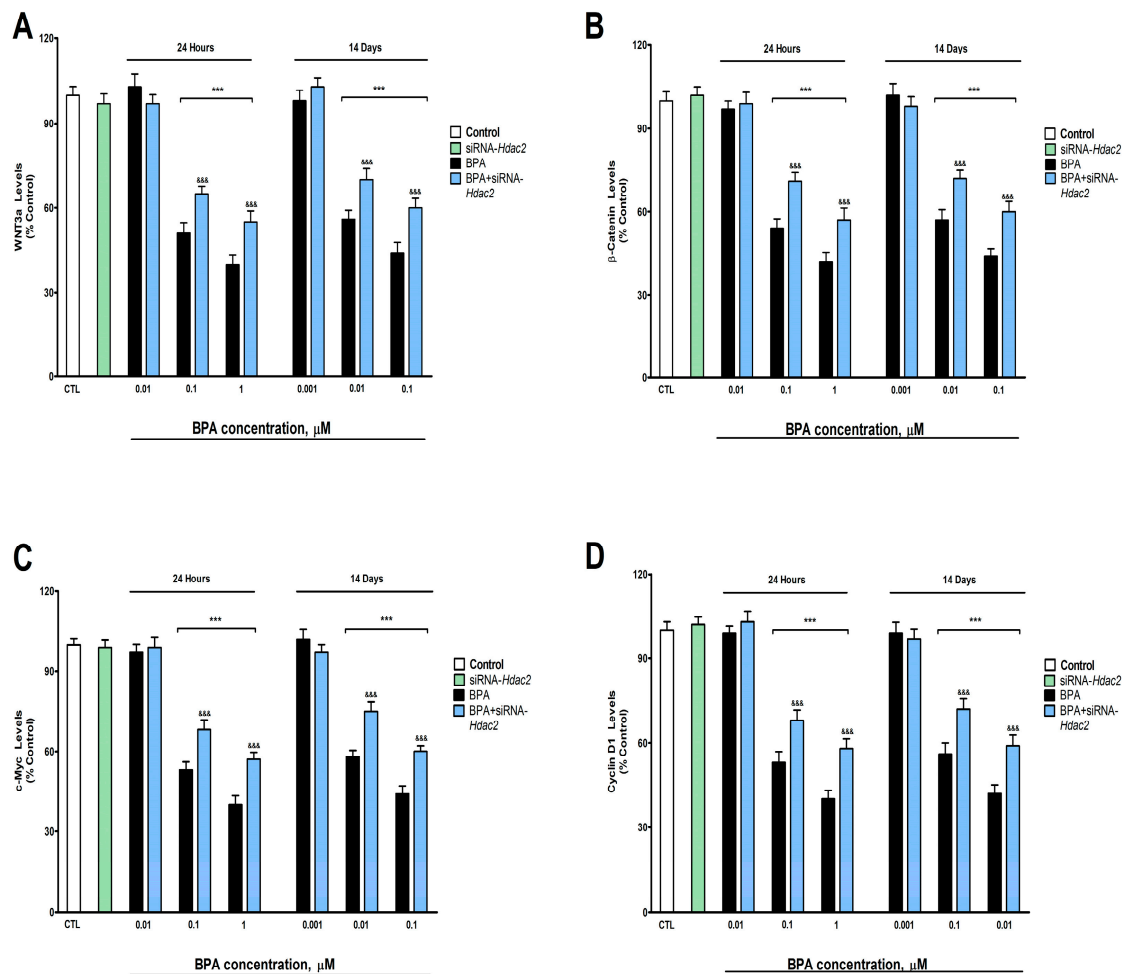 A
24 Hours
14 Days
***
***
&&&
&&&
&&&
&&&
WNT3a Levels
(% Control)
120
90
60
30
0
CTL
0.01
0.1
1
0.001
0.01
0.1
BPA concentration, μM
Control
siRNA-Hdac2
BPA
BPA+siRNA-
Hdac2
B
24 Hours
14 Days
***
***
&&&
&&&
&&&
&&&
β-Catenin Levels
(% Control)
120
90
60
30
0
CTL
0.01
0.1
1
0.001
0.01
0.1
BPA concentration, μM
Control
siRNA-Hdac2
BPA
BPA+siRNA-
Hdac2
C
24 Hours
14 Days
***
***
&&&
&&&
&&&
&&&
c-Myc Levels
(% Control)
120
90
60
30
0
CTL
0.01
0.1
1
0.001
0.01
0.1
BPA concentration, μM
Control
siRNA-Hdac2
BPA
BPA+siRNA-
Hdac2
D
24 Hours
14 Days
***
***
&&&
&&&
&&&
&&&
Cyclin D1 Levels
(% Control)
120
90
60
30
0
CTL
0.01
0.1
1
0.001
0.1
0.01
BPA concentration, μM
Control
siRNA-Hdac2
BPA
BPA+siRNA-
Hdac2